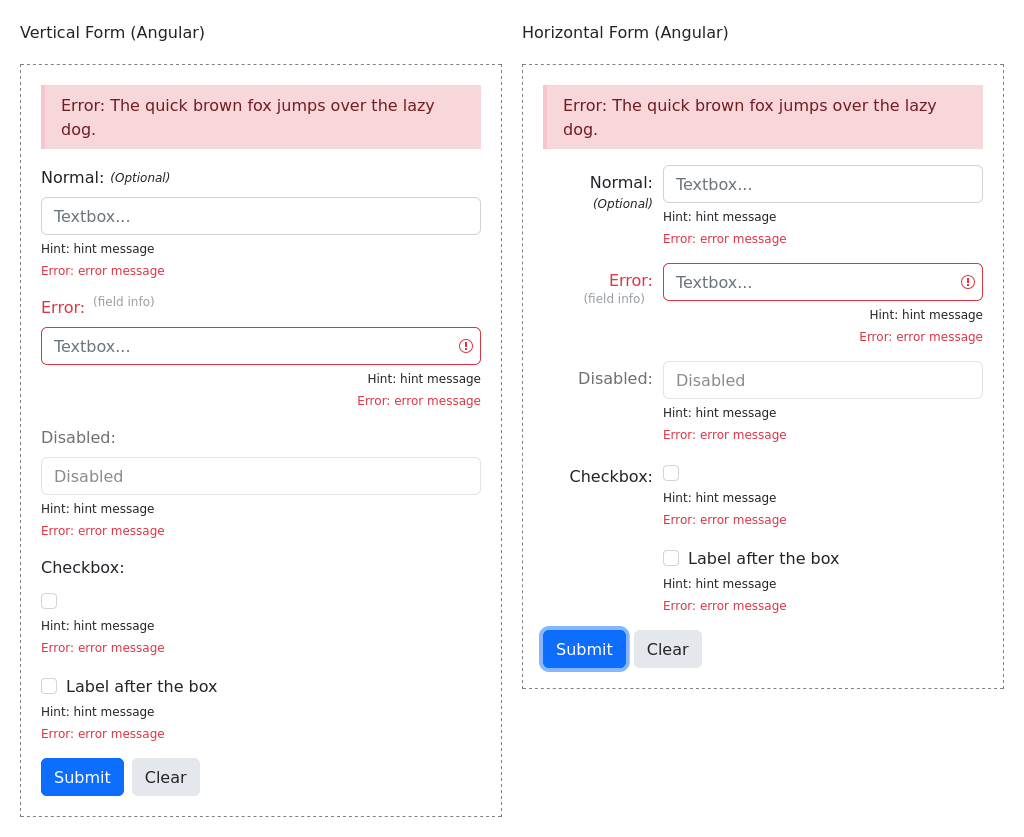 Vertical Form (Angular)
Error: The quick brown fox jumps over the lazy
dog.
Normal: (Optional)
Textbox...
Hint: hint message
Error: error message
Error: (field info)
Textbox...
Hint: hint message
Error: error message
Disabled:
Disabled
Hint: hint message
Error: error message
Checkbox:
Hint: hint message
Error: error message
Label after the box
Hint: hint message
Error: error message
Submit Clear
Horizontal Form (Angular)
Error: The quick brown fox jumps over the lazy
dog.
Normal: Textbox...
(Optional) Hint: hint message
Error: error message
Error: Textbox...
(field info)
Hint: hint message
Error: error message
Disabled: Disabled
Hint: hint message
Error: error message
Checkbox:
Hint: hint message
Error: error message
Label after the box
Hint: hint message
Error: error message
Submit Clear